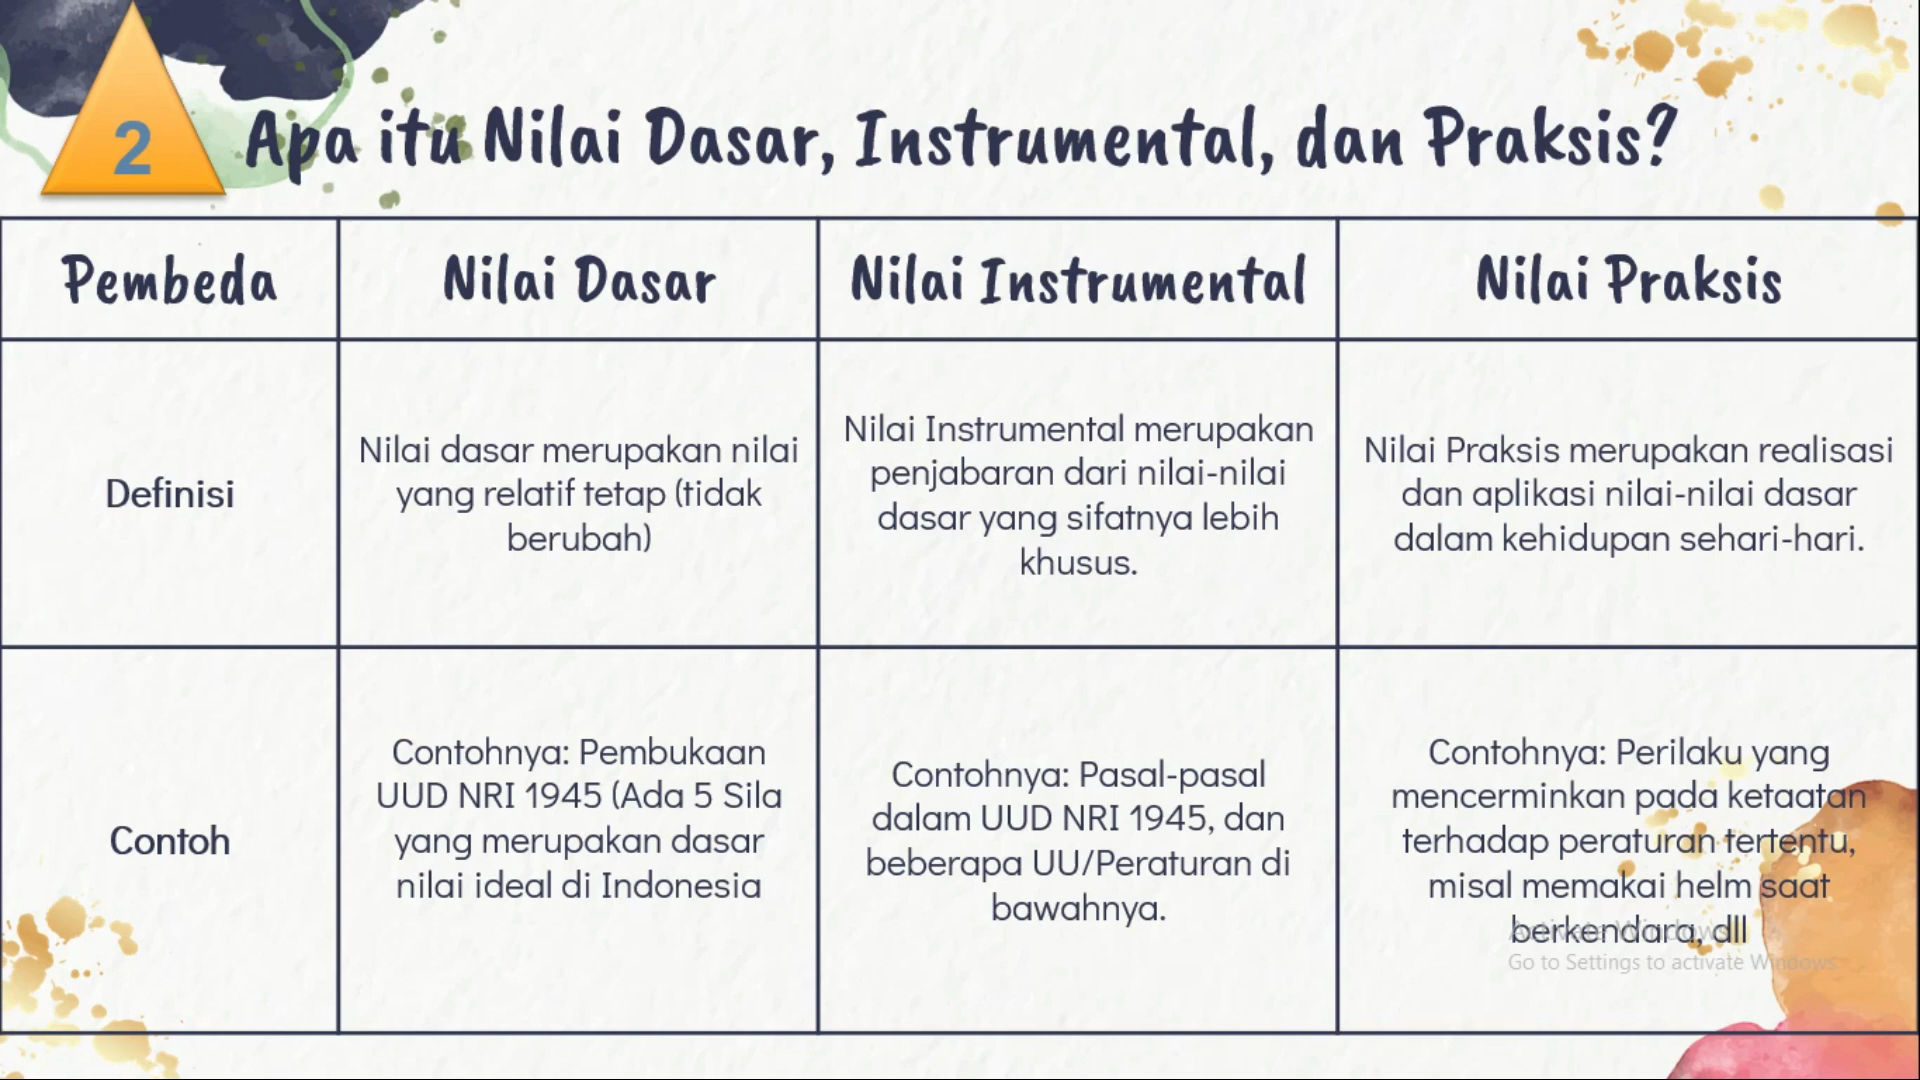 2
Apa itu Nilai Dasar, Instrumental, dan Praksis?
Pembeda
Nilai Dasar
Nilai Instrumental
Nilai Praksis
Definisi
Nilai dasar merupakan nilai
yang relatif tetap (tidak
berubah)
Nilai Instrumental merupakan
penjabaran dari nilai-nilai
dasar yang sifatnya lebih
khusus.
Nilai Praksis merupakan realisasi
dan aplikasi nilai-nilai dasar
dalam kehidupan sehari-hari.
Contoh
Contohnya: Pembukaan
UUD NRI 1945 (Ada 5 Sila
yang merupakan dasar
nilai ideal di Indonesia
Contohnya: Pasal-pasal
dalam UUD NRI 1945, dan
beberapa UU/Peraturan di
bawahnya.
Contohnya: Perilaku yang
mencerminkan pada ketaatan
terhadap peraturan tertentu,
misal memakai helm saat
berkendara, dll
Activate Windows
Go to Settings to activate Windows.